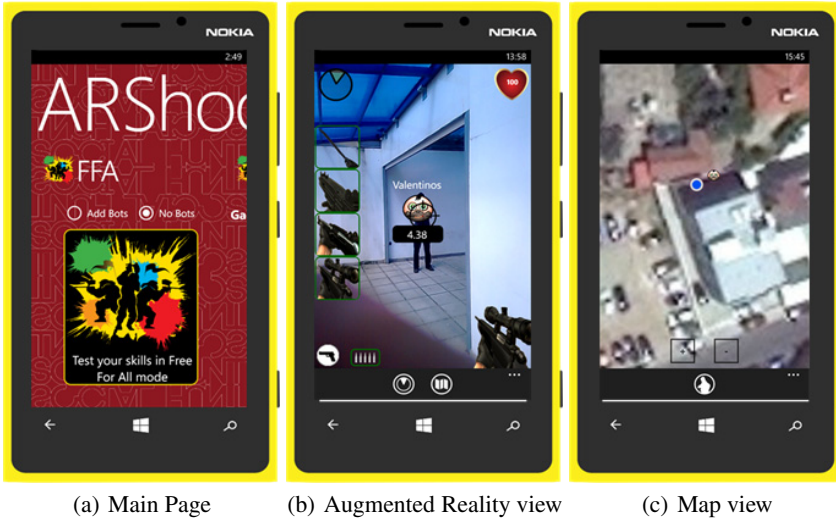 NOKIA
2:49
ARShoo
FFA
Add Bots
No Bots
Ga
Test your skills in Free
For All mode
NOKIA
13:58
100
Valentinos
4.38
NOKIA
15:45
(a) Main Page
(b) Augmented Reality view
(c) Map view